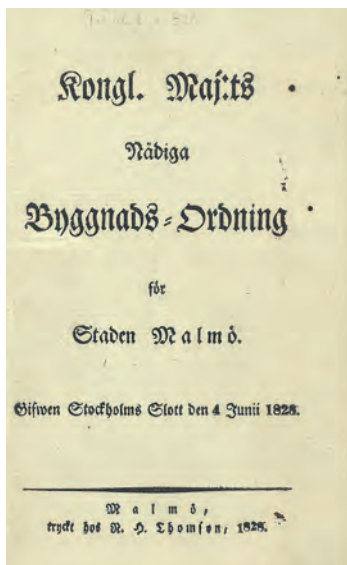 Kongl. Maj:ts
Nådiga
Byggnads-Ordning
för
Staden Malmö.
Gifwen Stockholms Slott den 4 Junii 1828.
Malmö,
tryckt hos N. H. Thomson, 1828.